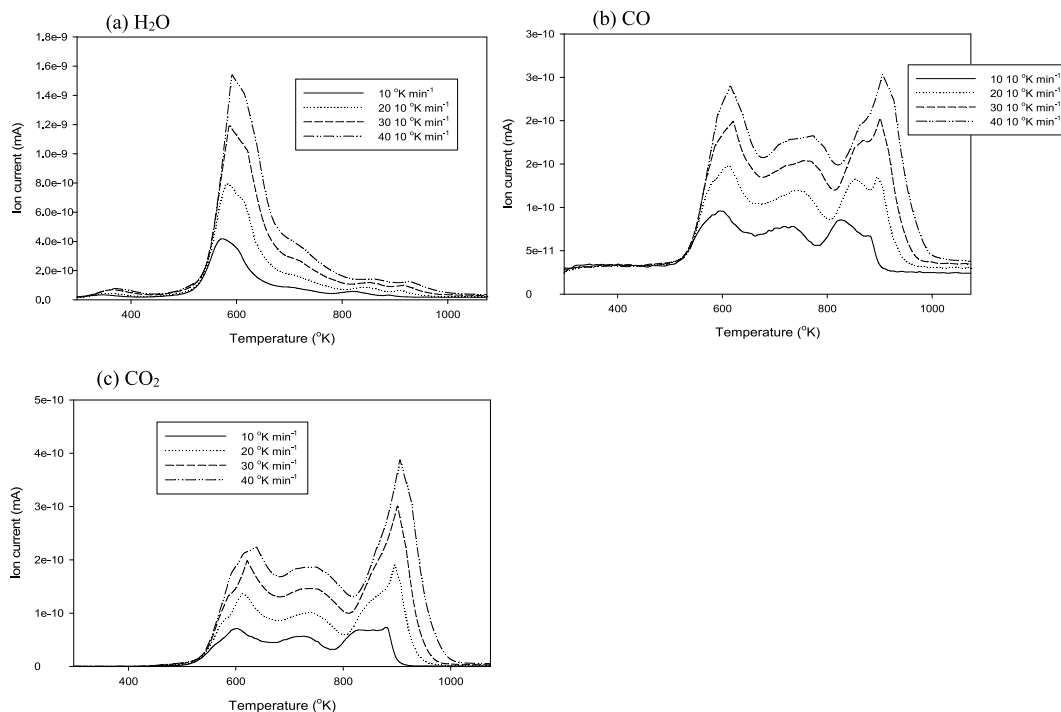 (a) H₂O
Ion current (mA)
1.8e-9
1.6e-9
1.4e-9
1.2e-9
1.0e-9
8.0e-10
6.0e-10
4.0e-10
2.0e-10
0,0
400 600 800 1000
Temperature (°K)
10 °K min⁻¹
20 10 °K min⁻¹
30 10 °K min⁻¹
40 10 °K min⁻¹
(b) CO
Ion current (mA)
3e-10
3e-10
2e-10
2e-10
1e-10
5e-11
0
400 600 800 1000
Temperature (°K)
10 10 °K min⁻¹
20 10 °K min⁻¹
30 10 °K min⁻¹
40 10 °K min⁻¹
(c) CO₂
Ion current (mA)
5e-10
4e-10
3e-10
2e-10
1e-10
0
400 600 800 1000
Temperature (°K)
10 °K min⁻¹
20 °K min⁻¹
30 °K min⁻¹
40 °K min⁻¹